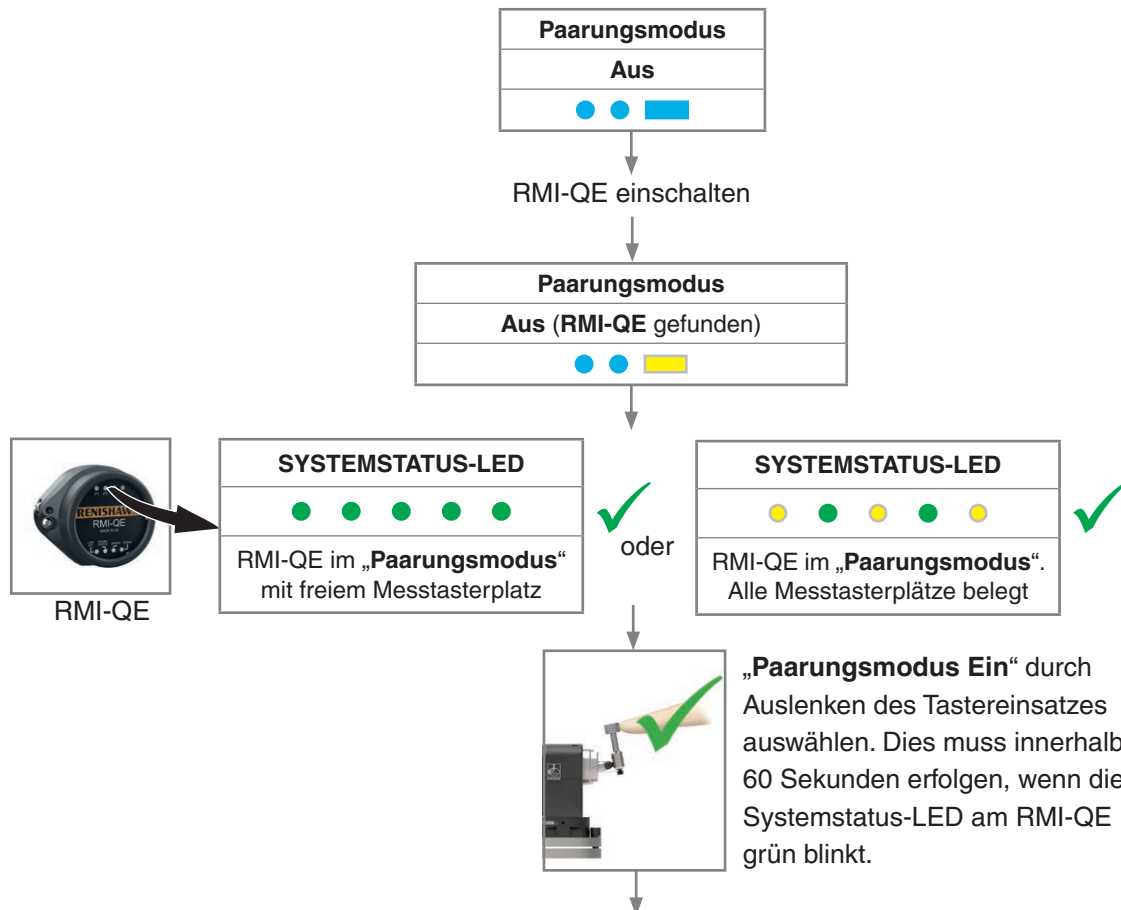 Paarungsmodus
Aus
RMI-QE einschalten
Paarungsmodus
Aus (RMI-QE gefunden)
RENISHAW
RMI-QE
RMI-QE
SYSTEMSTATUS-LED
RMI-QE im „Paarungsmodus“
mit freiem Messtasterplatz
oder
SYSTEMSTATUS-LED
RMI-QE im „Paarungsmodus“.
Alle Messtasterplätze belegt
„Paarungsmodus Ein“ durch
Auslenken des Tastereinsatzes
auswählen. Dies muss innerhalb
60 Sekunden erfolgen, wenn die
Systemstatus-LED am RMI-QE
grün blinkt.